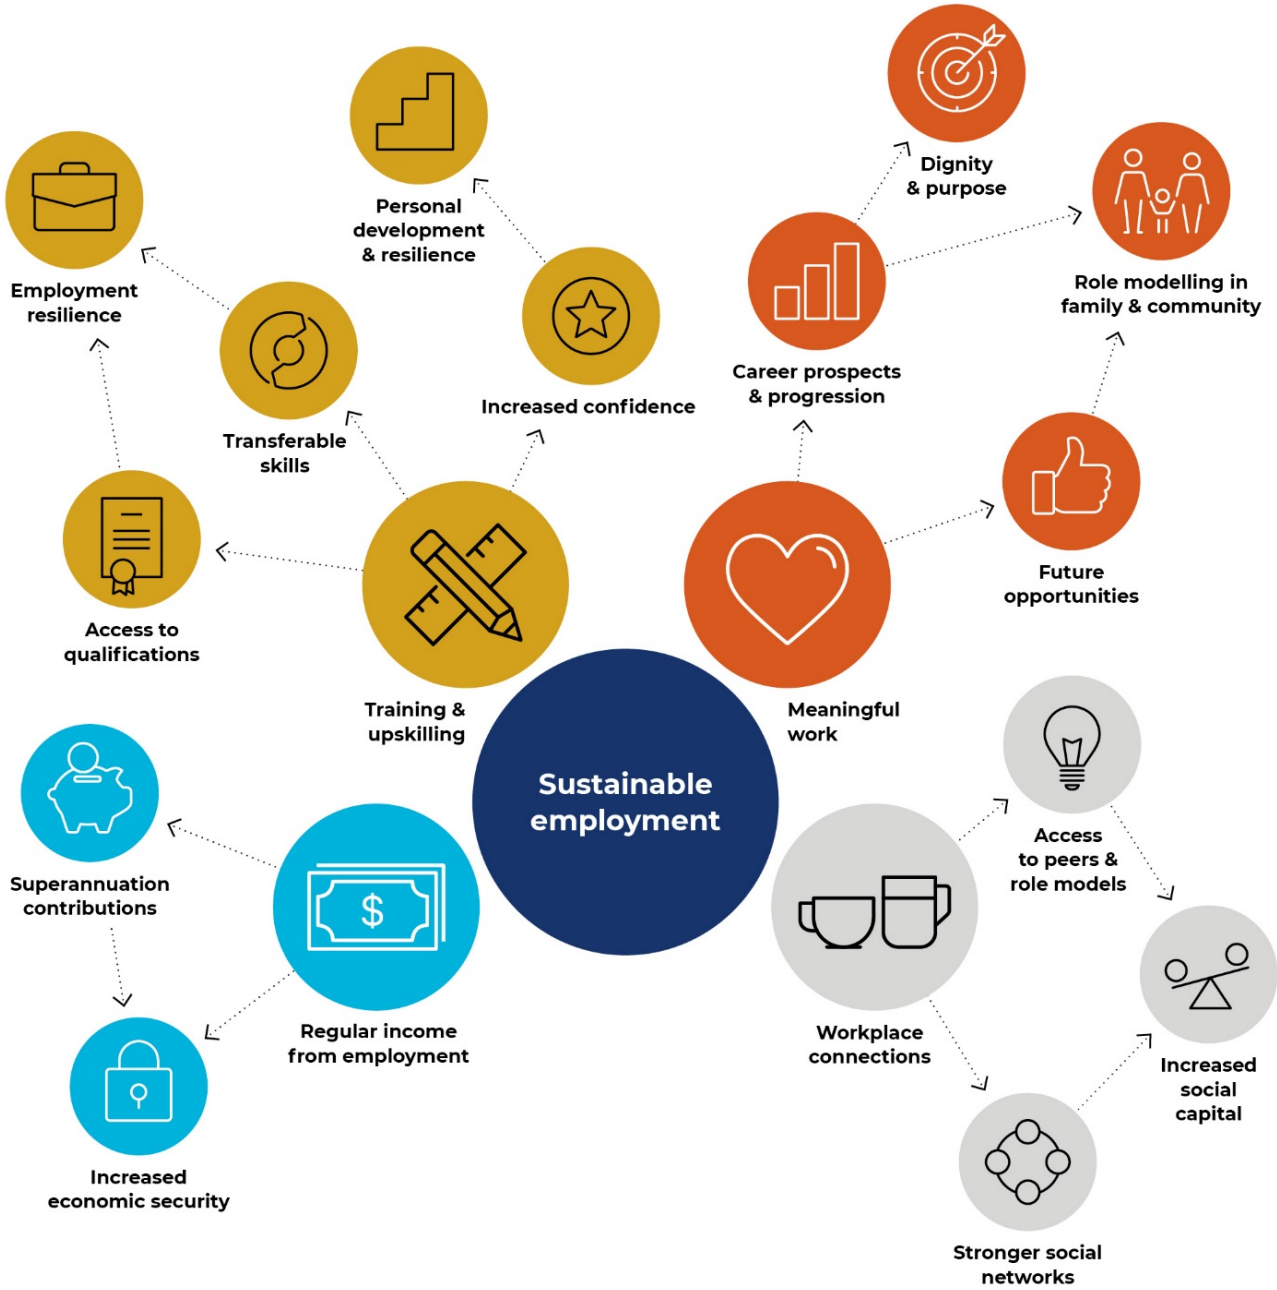 Dignity
& purpose
Personal
development
& resilience
Role modelling in
family & community
Employment
resilience
Career prospects
& progression
Increased confidence
Transferable
skills
Future
opportunities
Access to
qualifications
Training &
upskilling
Meaningful
work
Sustainable
employment
$
Access
to peers &
role models
Superannuation
contributions
Regular income
from employment
Workplace
connections
Increased
social
capital
Increased
economic security
Stronger social
networks